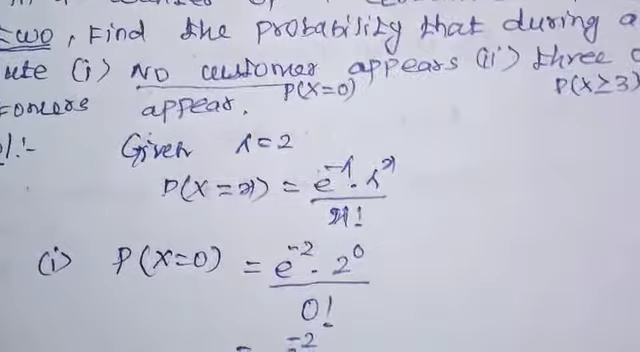 two, Find the probability that during a
ute (i) No customer appears (ii) three
tomers appear. P(X=0) P(X≥3)
Given λ=2
P(X=x) = e^-λ . λ^x / x!
(i) P(X=0) = e^-2 . 2^0 / 0!
= -2